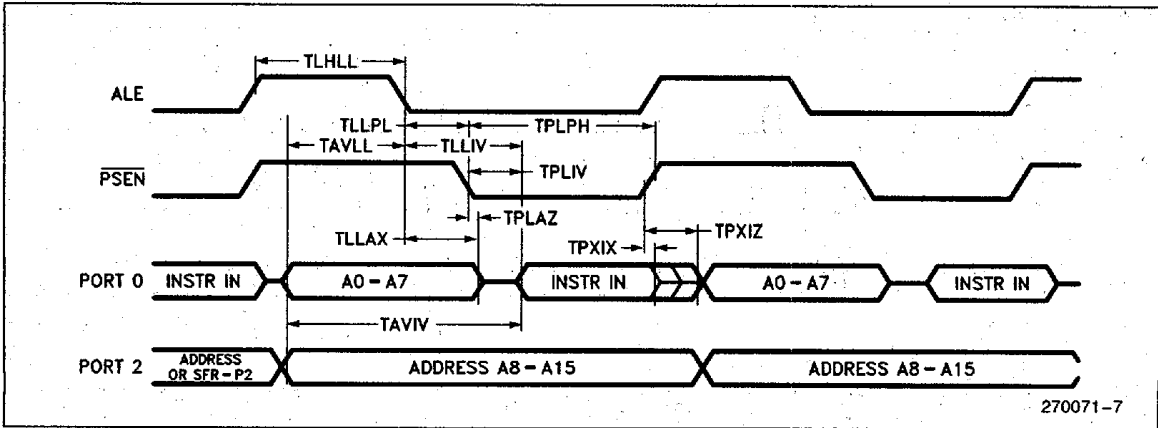 TLHLL
ALE
TLLPL TPLPH
TAVLL TLLIV
PSEN TPLIV
TPLAZ
TLLAX TPXIX TPXIZ
PORT 0 INSTR IN A0-A7 INSTR IN A0-A7 INSTR IN
TAVIV
PORT 2 ADDRESS OR SFR-P2 ADDRESS A8-A15 ADDRESS A8-A15
270071-7